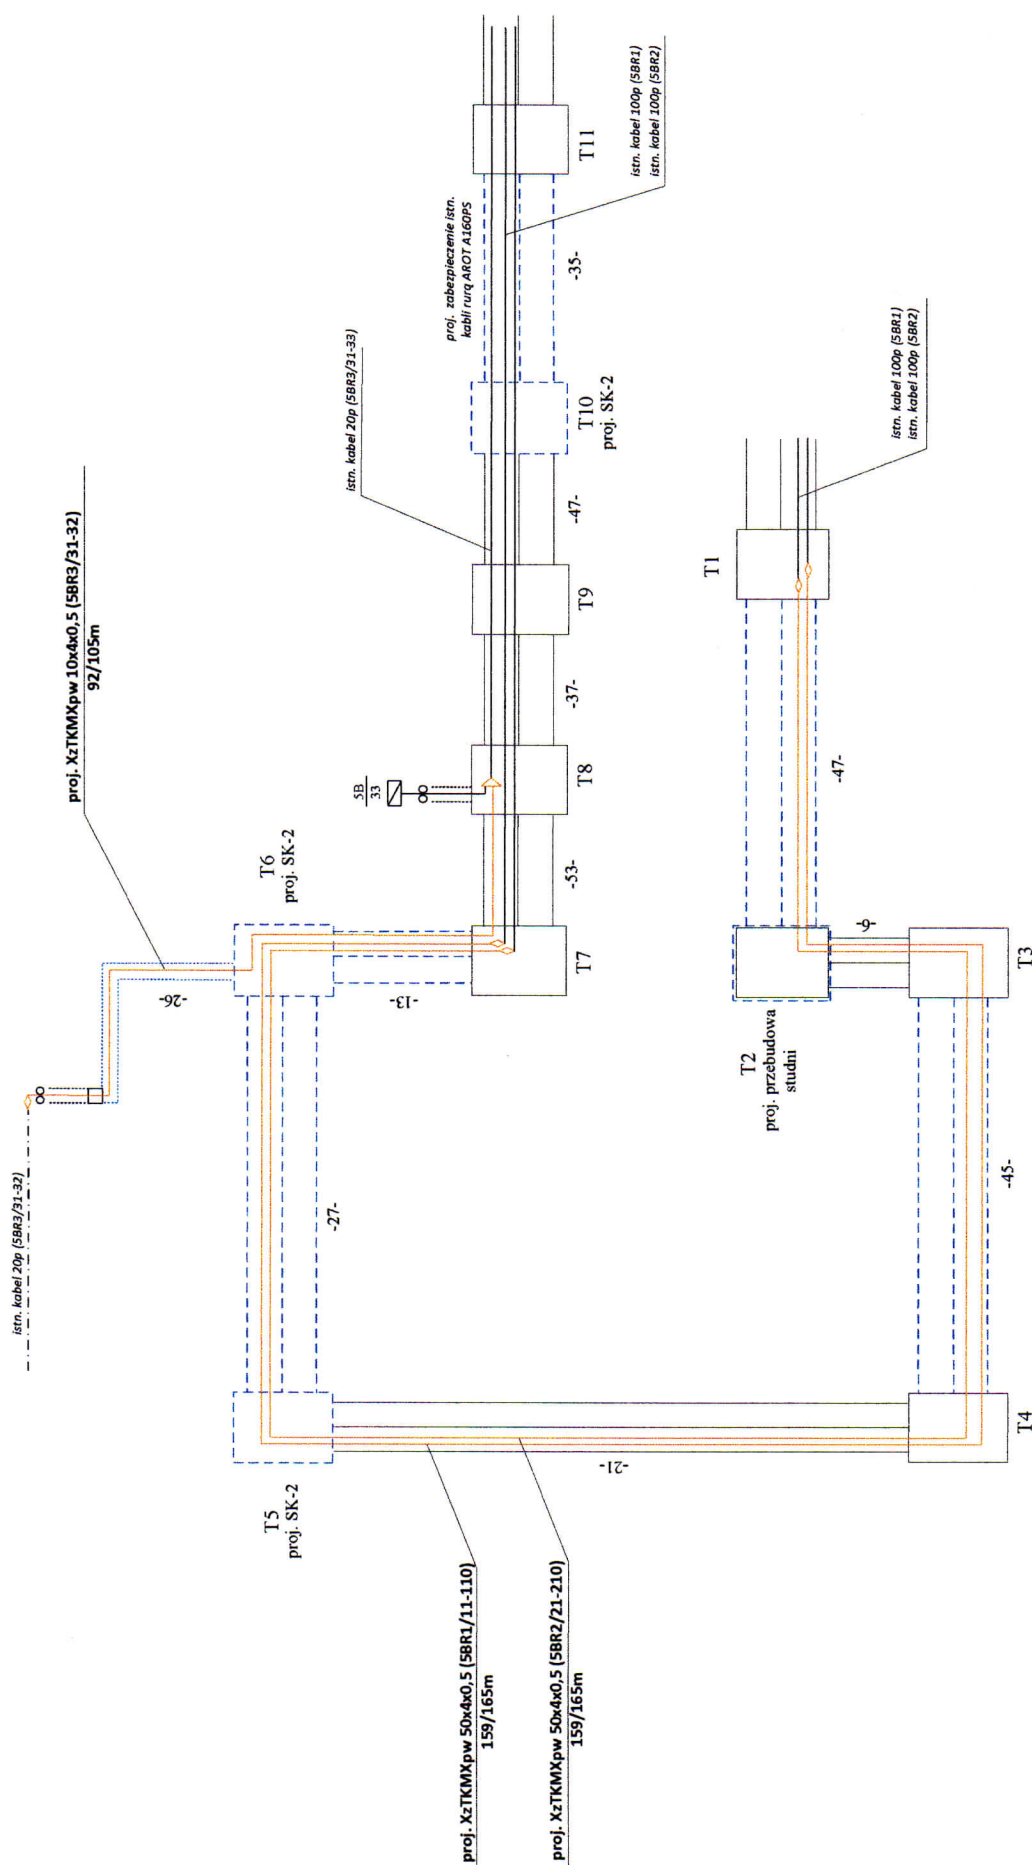 istn. kabel 20p (5BR3/31-32)
proj. XzTKMXpw 10x4x0,5 (5BR3/31-32)
92/105m
istn. kabel 20p (5BR3/31-33)
proj. zabezpieczenie istn.
kabli rurą AROT A160PS
istn. kabel 100p (5BR1)
istn. kabel 100p (5BR2)
-26-
T6
proj. SK-2
5B
33
-13-
T7
-53-
T8
-37-
T9
-47-
T10
proj. SK-2
-35-
T11
T5
proj. SK-2
-27-
-21-
proj. XzTKMXpw 50x4x0,5 (5BR1/11-110)
159/165m
proj. XzTKMXpw 50x4x0,5 (5BR2/21-210)
159/165m
T2
proj. przebudowa
studni
-6-
-47-
T1
istn. kabel 100p (5BR1)
istn. kabel 100p (5BR2)
T4
-45-
T3